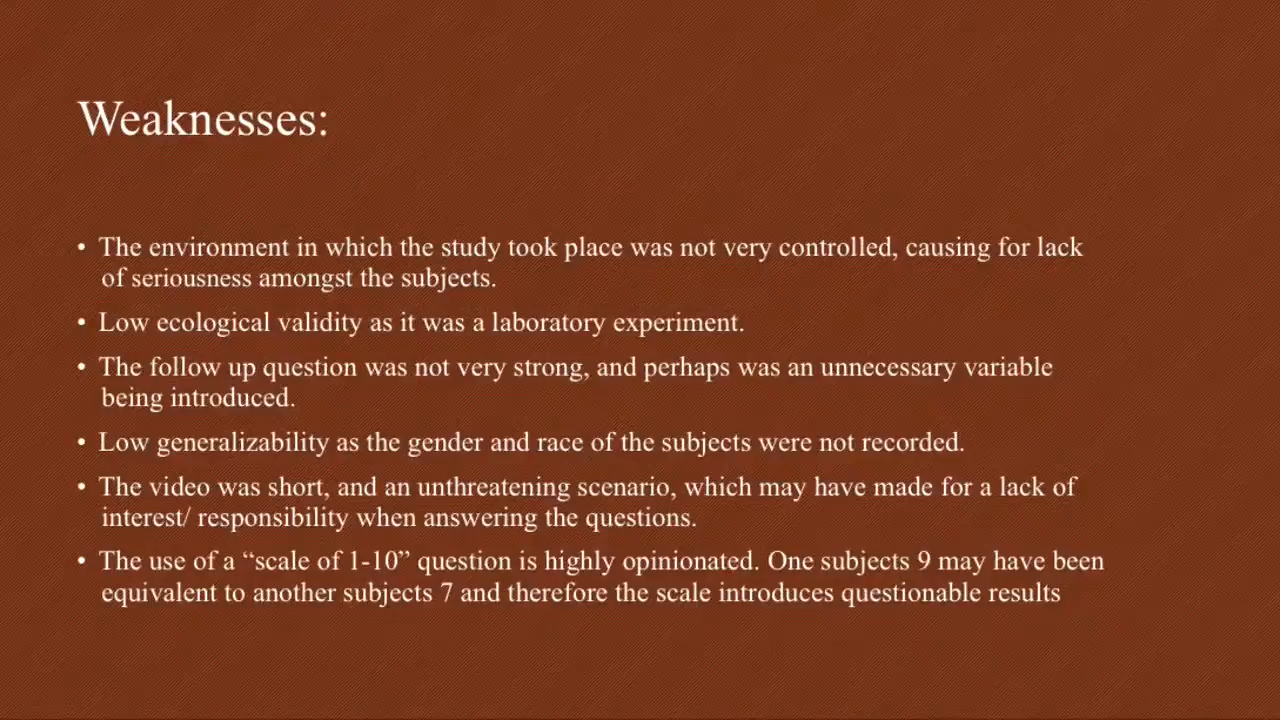 Weaknesses:
• The environment in which the study took place was not very controlled, causing for lack
of seriousness amongst the subjects.
• Low ecological validity as it was a laboratory experiment.
• The follow up question was not very strong, and perhaps was an unnecessary variable
being introduced.
• Low generalizability as the gender and race of the subjects were not recorded.
• The video was short, and an unthreatening scenario, which may have made for a lack of
interest/ responsibility when answering the questions.
• The use of a “scale of 1-10” question is highly opinionated. One subjects 9 may have been
equivalent to another subjects 7 and therefore the scale introduces questionable results